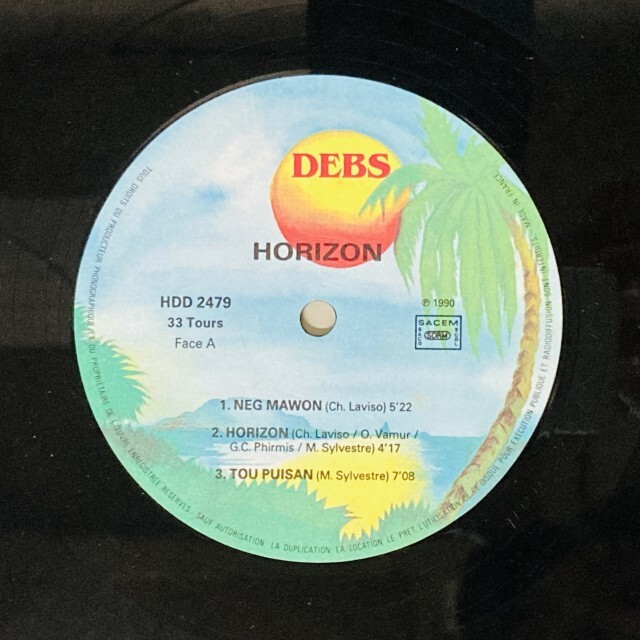 DEBS
HORIZON
HDD 2479
33 Tours
Face A
℗ 1990
SACEM
SDRM
1. NEG MAWON (Ch. Laviso) 5'22
2. HORIZON (Ch. Laviso / O. Vamur /
G.C. Phirmis / M. Sylvestre) 4'17
3. TOU PUISAN (M. Sylvestre) 7'08
TOUS DROITS DU PRODUCTEUR PHONOGRAPHIQUE ET DU PROPRIETAIRE DE L'OEUVRE ENREGISTREE RESERVES. SAUF AUTORISATION LA DUPLICATION, LA LOCATION, LE PRET, L'UTILISATION DE CE DISQUE POUR EXECUTION PUBLIQUE ET RADIODIFFUSION SONT INTERDITS. MADE IN FRANCE